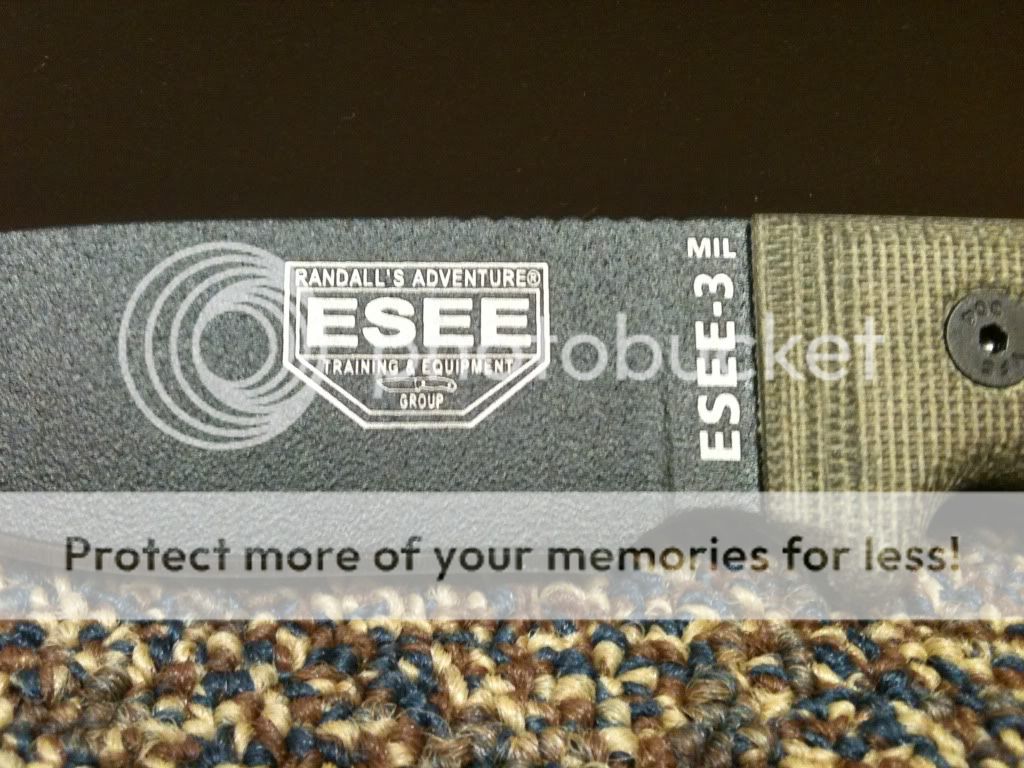 RANDALL'S ADVENTURE®
ESEE
TRAINING & EQUIPMENT
GROUP
MIL
ESEE-3
photobucket
Protect more of your memories for less!